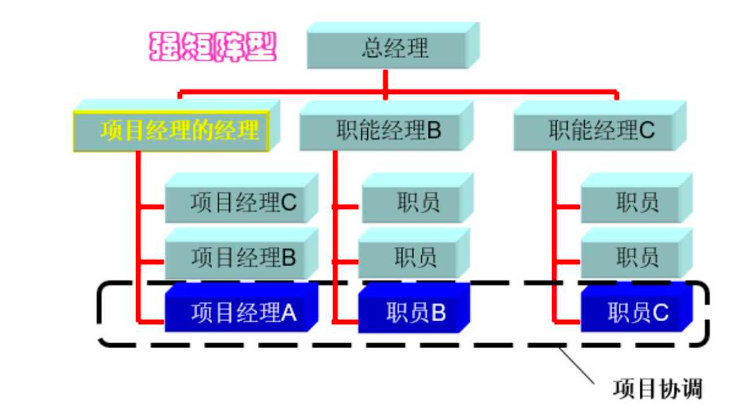 强矩阵型
总经理
项目经理的经理
职能经理B
职能经理C
项目经理C
职员
职员
项目经理B
职员
职员
项目经理A
职员B
职员C
项目协调